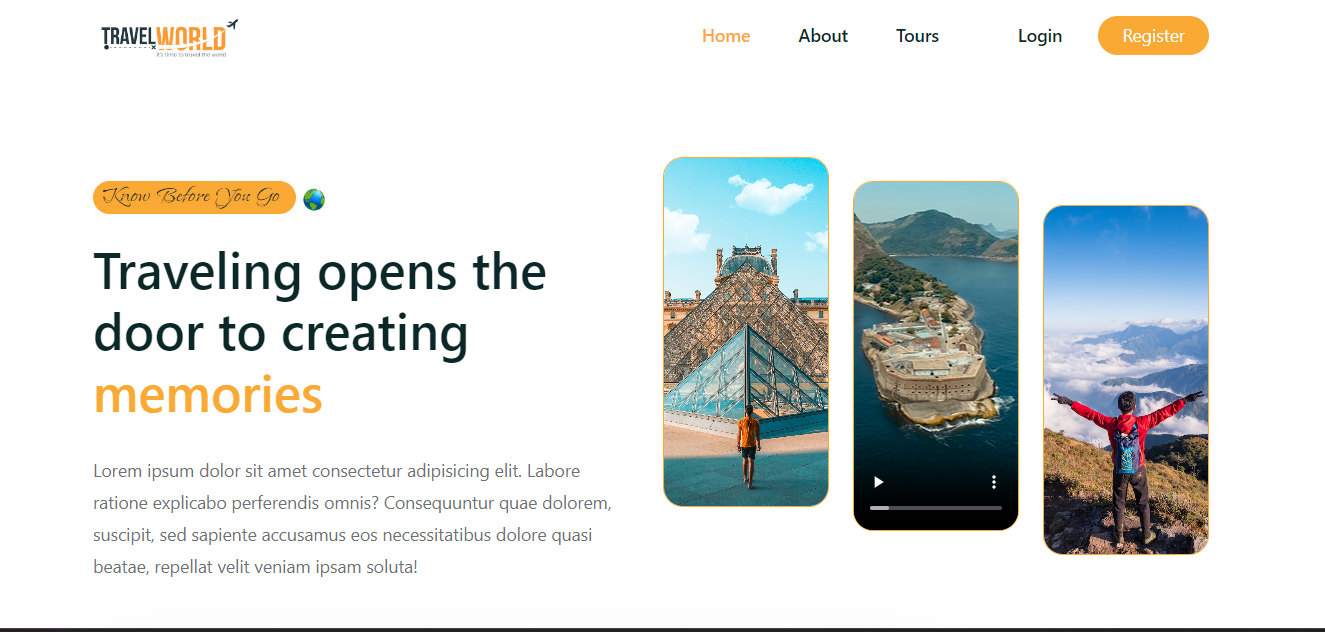 TRAVELWORLD
it's time to travel the world
Home About Tours Login Register
Know Before You Go
Traveling opens the
door to creating
memories
Lorem ipsum dolor sit amet consectetur adipisicing elit. Labore
ratione explicabo perferendis omnis? Consequuntur quae dolorem,
suscipit, sed sapiente accusamus eos necessitatibus dolore quasi
beatae, repellat velit veniam ipsam soluta!